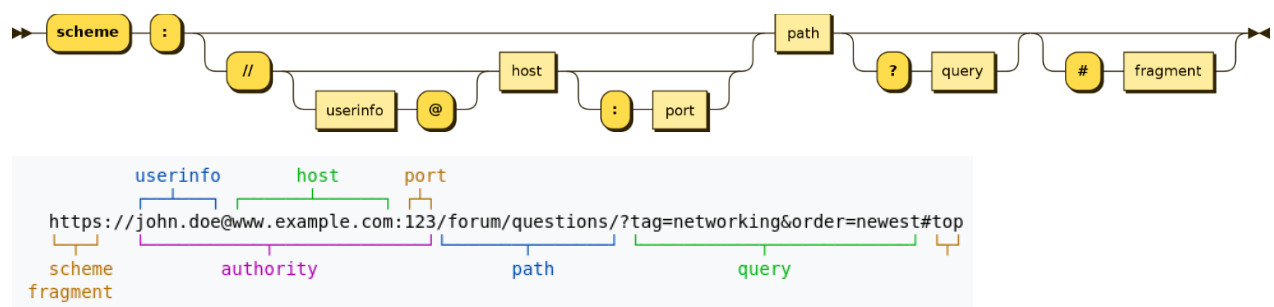 scheme : path
// host ? query # fragment
userinfo @ : port
userinfo host port
https://john.doe@www.example.com:123/forum/questions/?tag=networking&order=newest#top
scheme authority path query
fragment